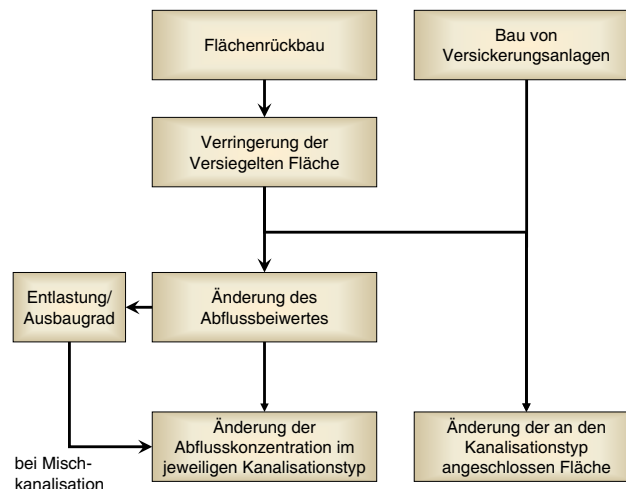 Flächenrückbau
Bau von
Versickerungsanlagen
Verringerung der
Versiegelten Fläche
Entlastung/
Ausbaugrad
Änderung des
Abflussbeiwertes
bei Misch-
kanalisation
Änderung der
Abflusskonzentration im
jeweiligen Kanalisationstyp
Änderung der an den
Kanalisationstyp
angeschlossen Fläche